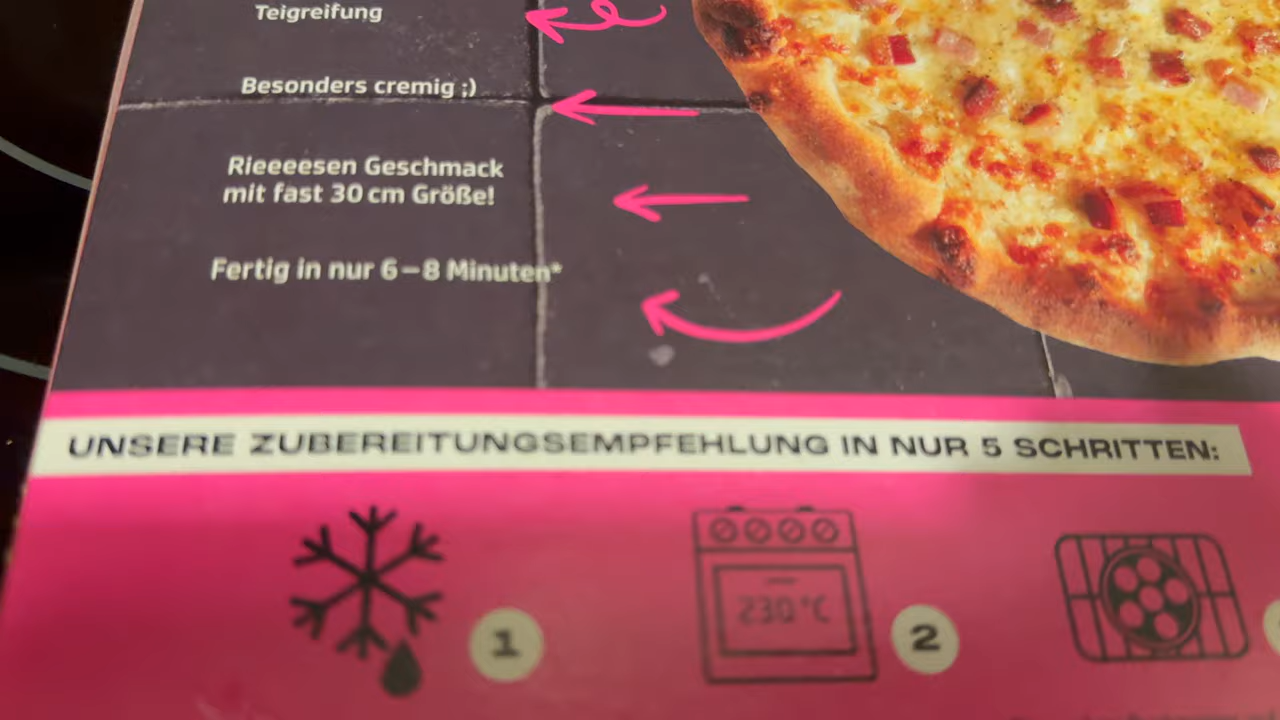 Teigreifung
Besonders cremig ;)
Rieeeesen Geschmack
mit fast 30 cm Größe!
Fertig in nur 6–8 Minuten*
UNSERE ZUBEREITUNGSEMPFEHLUNG IN NUR 5 SCHRITTEN:
230 °C
1
2